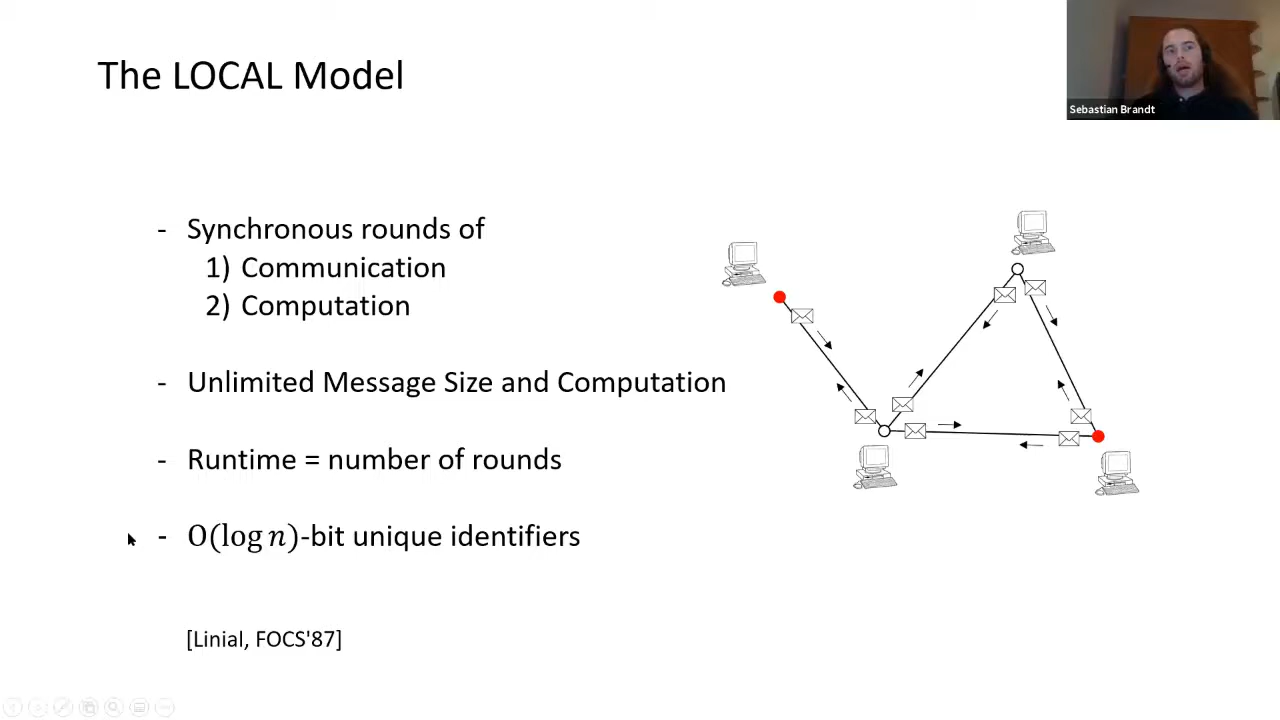 The LOCAL Model
Sebastian Brandt
- Synchronous rounds of
1) Communication
2) Computation
- Unlimited Message Size and Computation
- Runtime = number of rounds
- O(log n)-bit unique identifiers
[Linial, FOCS'87]